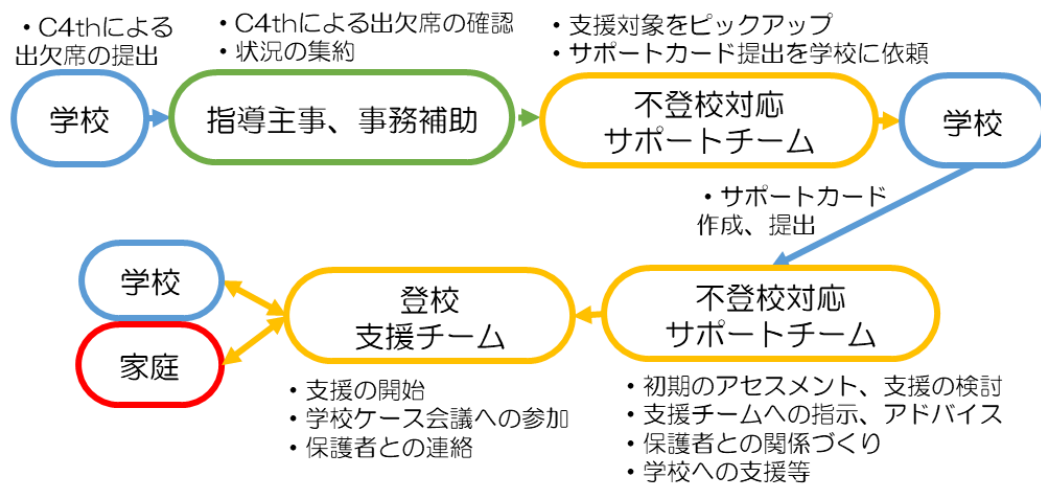 ・C4thによる
出欠席の提出
・C4thによる出欠席の確認
・状況の集約
・支援対象をピックアップ
・サポートカード提出を学校に依頼
学校
指導主事、事務補助
不登校対応
サポートチーム
学校
・サポートカード
作成、提出
学校
家庭
登校
支援チーム
不登校対応
サポートチーム
・支援の開始
・学校ケース会議への参加
・保護者との連絡
・初期のアセスメント、支援の検討
・支援チームへの指示、アドバイス
・保護者との関係づくり
・学校への支援等